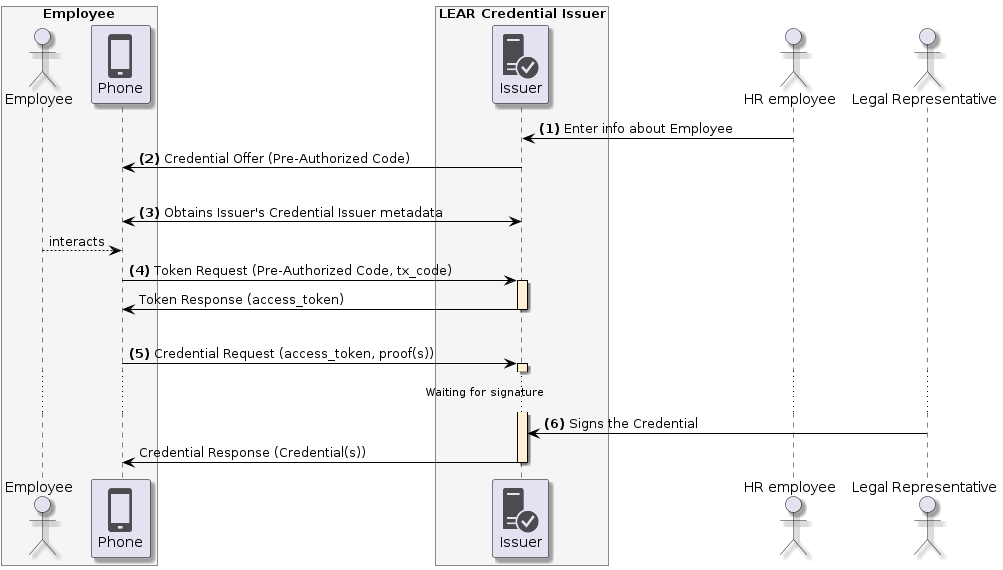 Employee
LEAR Credential Issuer
Employee
Phone
Issuer
HR employee
Legal Representative
(1) Enter info about Employee
(2) Credential Offer (Pre-Authorized Code)
(3) Obtains Issuer's Credential Issuer metadata
interacts
(4) Token Request (Pre-Authorized Code, tx_code)
Token Response (access_token)
(5) Credential Request (access_token, proof(s))
Waiting for signature
(6) Signs the Credential
Credential Response (Credential(s))
Employee
Phone
Issuer
HR employee
Legal Representative